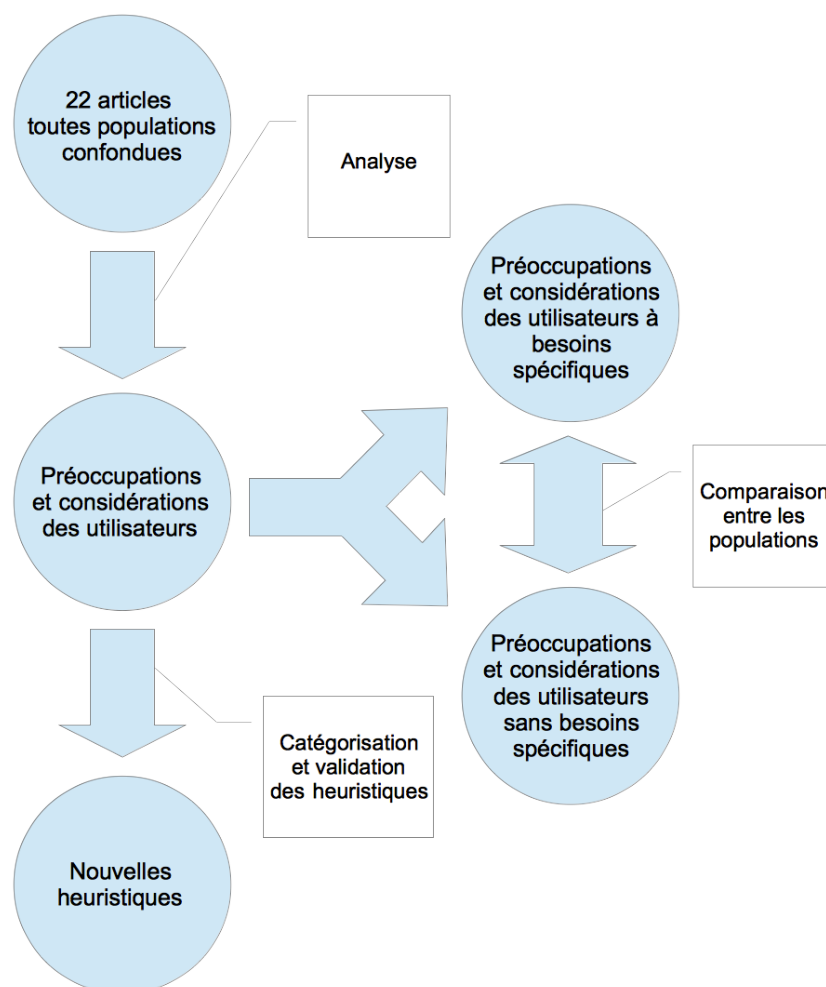 22 articles
toutes populations
confondues
Analyse
Préoccupations
et considérations
des utilisateurs à
besoins
spécifiques
Préoccupations
et considérations
des utilisateurs
Comparaison
entre les
populations
Préoccupations
et considérations
des utilisateurs
sans besoins
spécifiques
Catégorisation
et validation
des heuristiques
Nouvelles
heuristiques